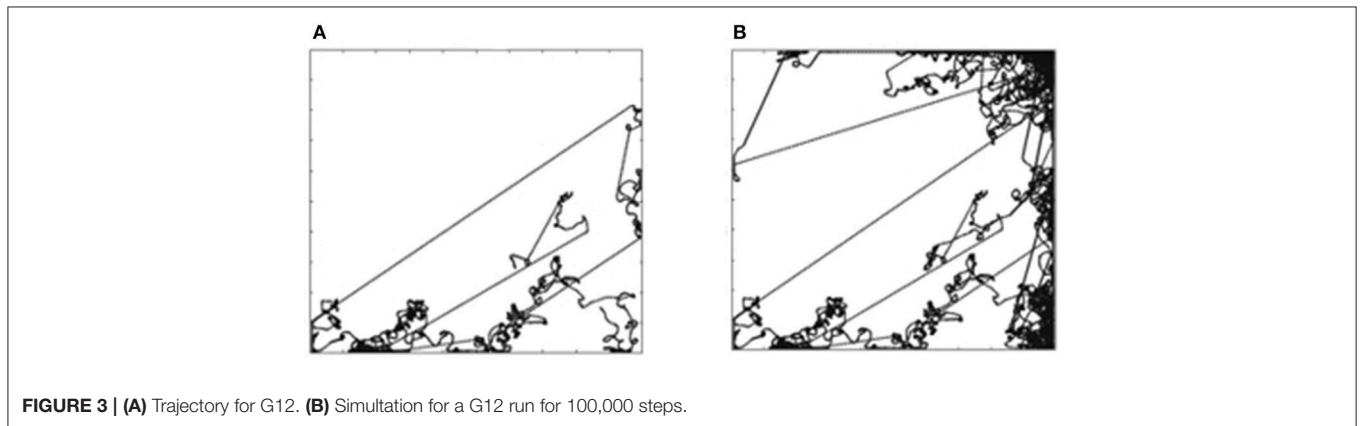 A
B
FIGURE 3 | (A) Trajectory for G12. (B) Simultation for a G12 run for 100,000 steps.